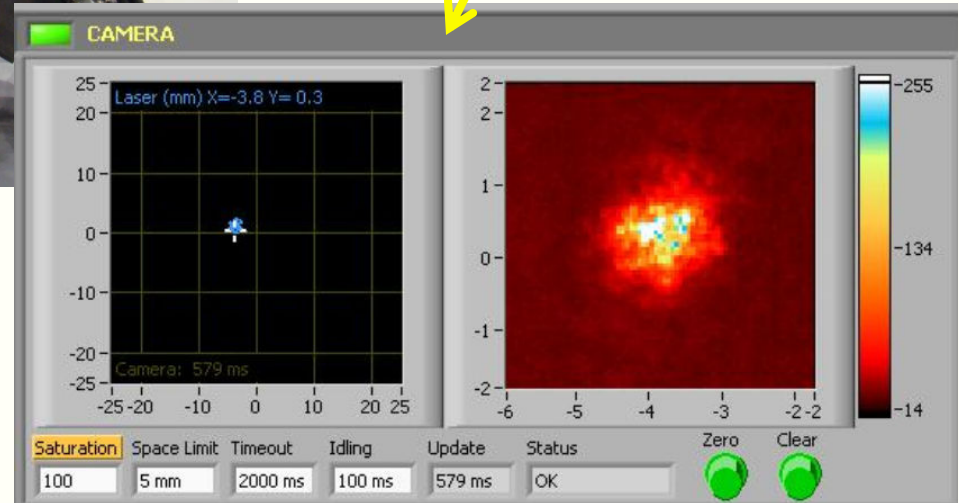 CAMERA
Laser (mm) X=-3.8 Y= 0.3
25
20
10
0
-10
-20
-25
Camera: 579 ms
-25 -20 -10 0 10 20 25
2
2
1
0
-1
-2
-6 -5 -4 -3 -2 -2
255
134
14
Saturation Space Limit Timeout Idling Update Status Zero Clear
100 5 mm 2000 ms 100 ms 579 ms OK